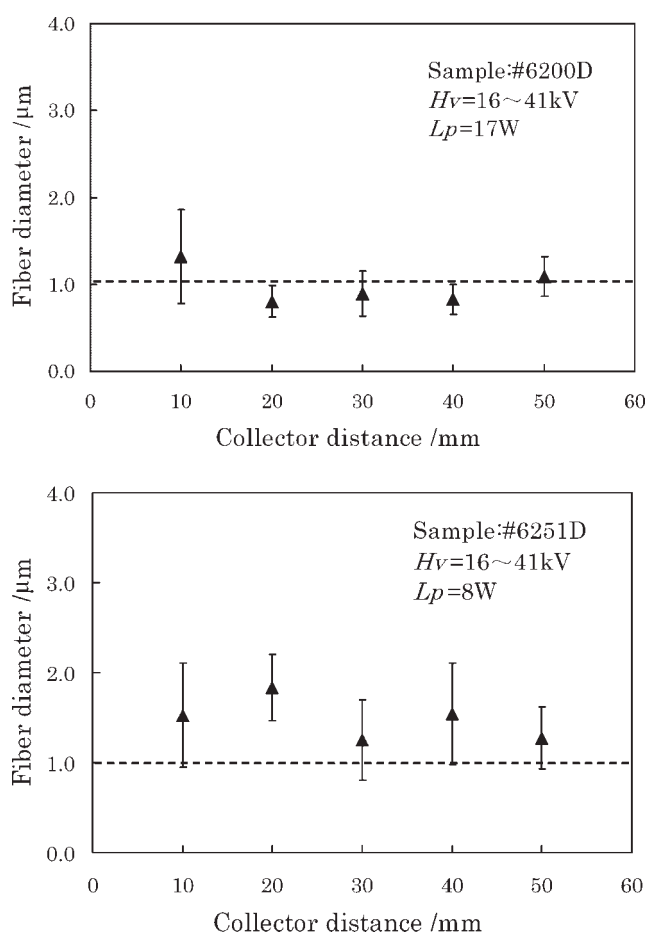 4.0
Sample:#6200D
Hv=16～41kV
Lp=17W
3.0
2.0
1.0
0.0
Fiber diameter /μm
0 10 20 30 40 50 60
Collector distance /mm
4.0
Sample:#6251D
Hv=16～41kV
Lp=8W
3.0
2.0
1.0
0.0
Fiber diameter /μm
0 10 20 30 40 50 60
Collector distance /mm